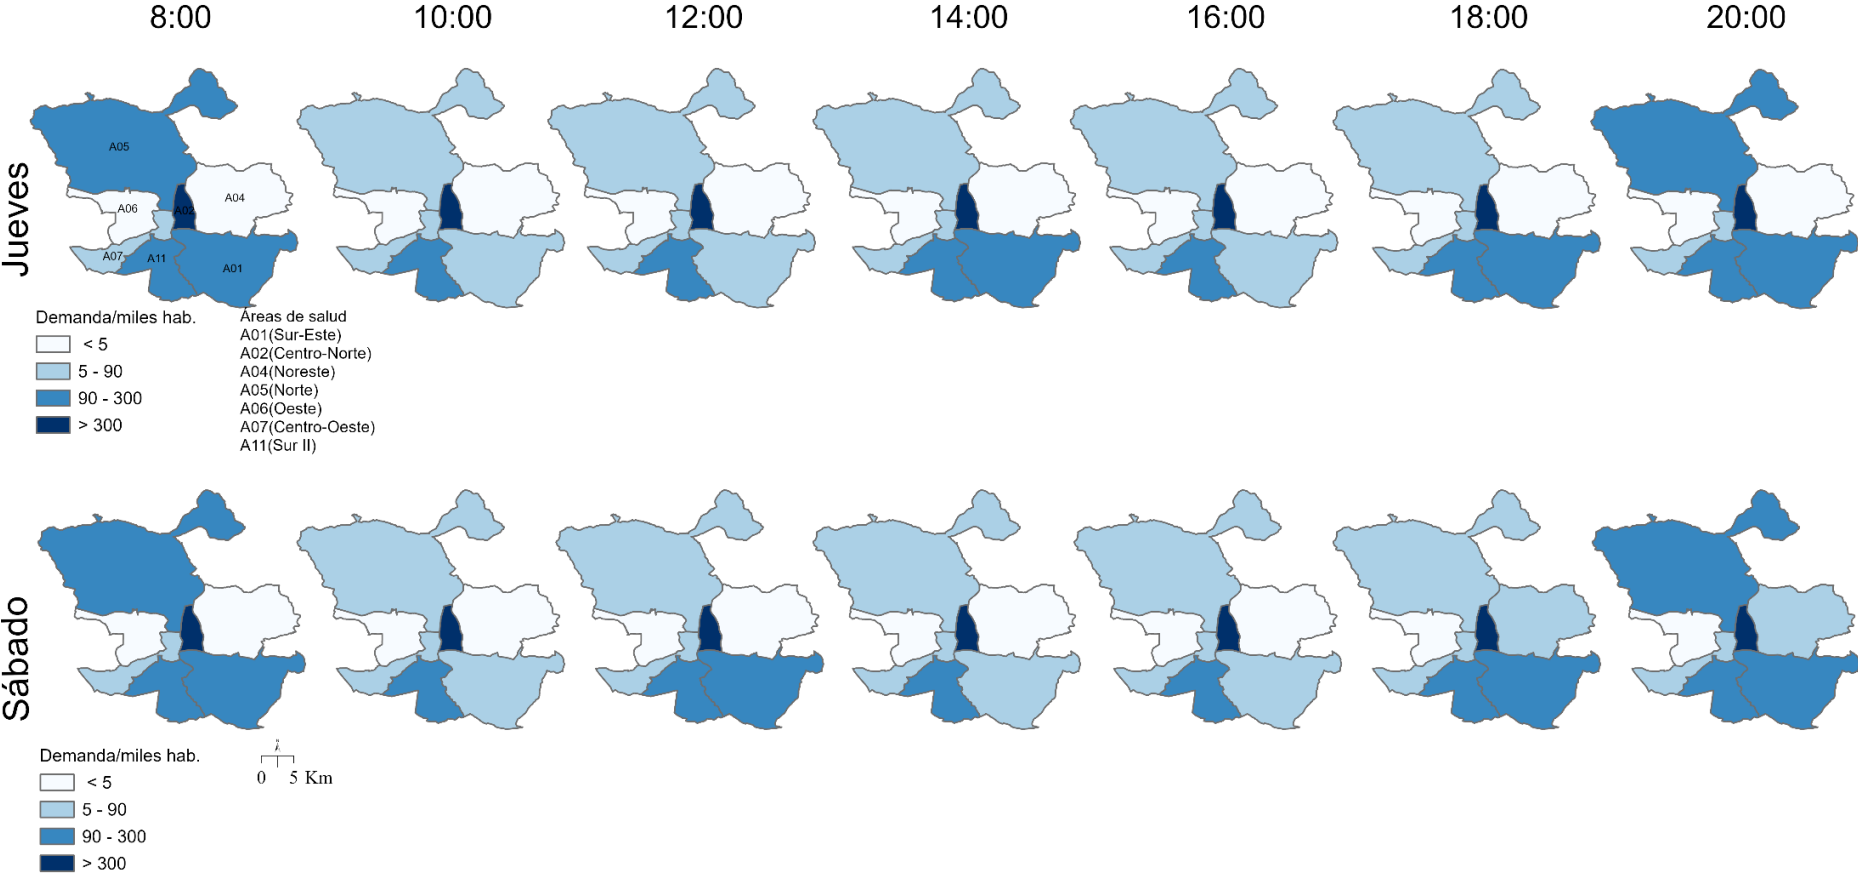 8:00 10:00 12:00 14:00 16:00 18:00 20:00
Jueves
A05
A04
A06
A02
A07
A11
A01
Demanda/miles hab.
< 5
5 - 90
90 - 300
> 300
Áreas de salud
A01(Sur-Este)
A02(Centro-Norte)
A04(Noreste)
A05(Norte)
A06(Oeste)
A07(Centro-Oeste)
A11(Sur II)
Sábado
Demanda/miles hab.
< 5
5 - 90
90 - 300
> 300
0 5 Km